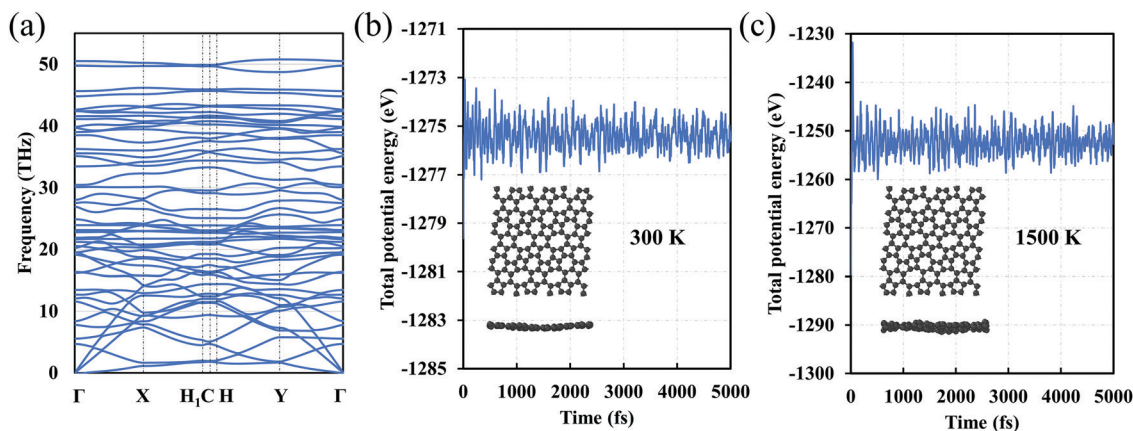 (a)
Frequency (THz)
50
40
30
20
10
0
Γ X H₁C H Y Γ
(b)
Total potential energy (eV)
-1271
-1273
-1275
-1277
-1279
-1281
-1283
-1285
300 K
0 1000 2000 3000 4000 5000
Time (fs)
(c)
Total potential energy (eV)
-1230
-1240
-1250
-1260
-1270
-1280
-1290
-1300
1500 K
0 1000 2000 3000 4000 5000
Time (fs)